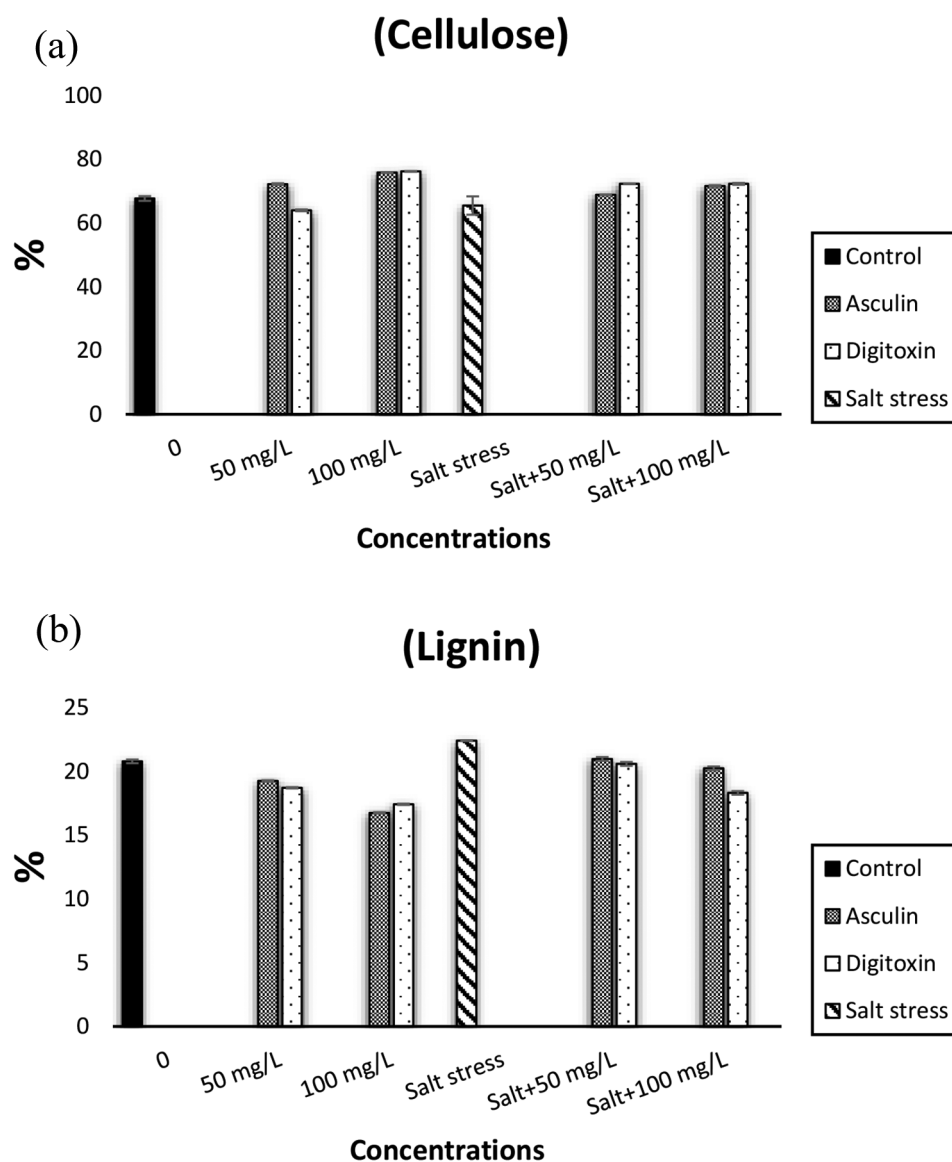 (a)
(Cellulose)
100
80
60
40
20
0
%
0
50 mg/L
100 mg/L
Salt stress
Salt+50 mg/L
Salt+100 mg/L
Concentrations
Control
Asculin
Digitoxin
Salt stress
(b)
(Lignin)
25
20
15
10
5
0
%
0
50 mg/L
100 mg/L
Salt stress
Salt+50 mg/L
Salt+100 mg/L
Concentrations
Control
Asculin
Digitoxin
Salt stress